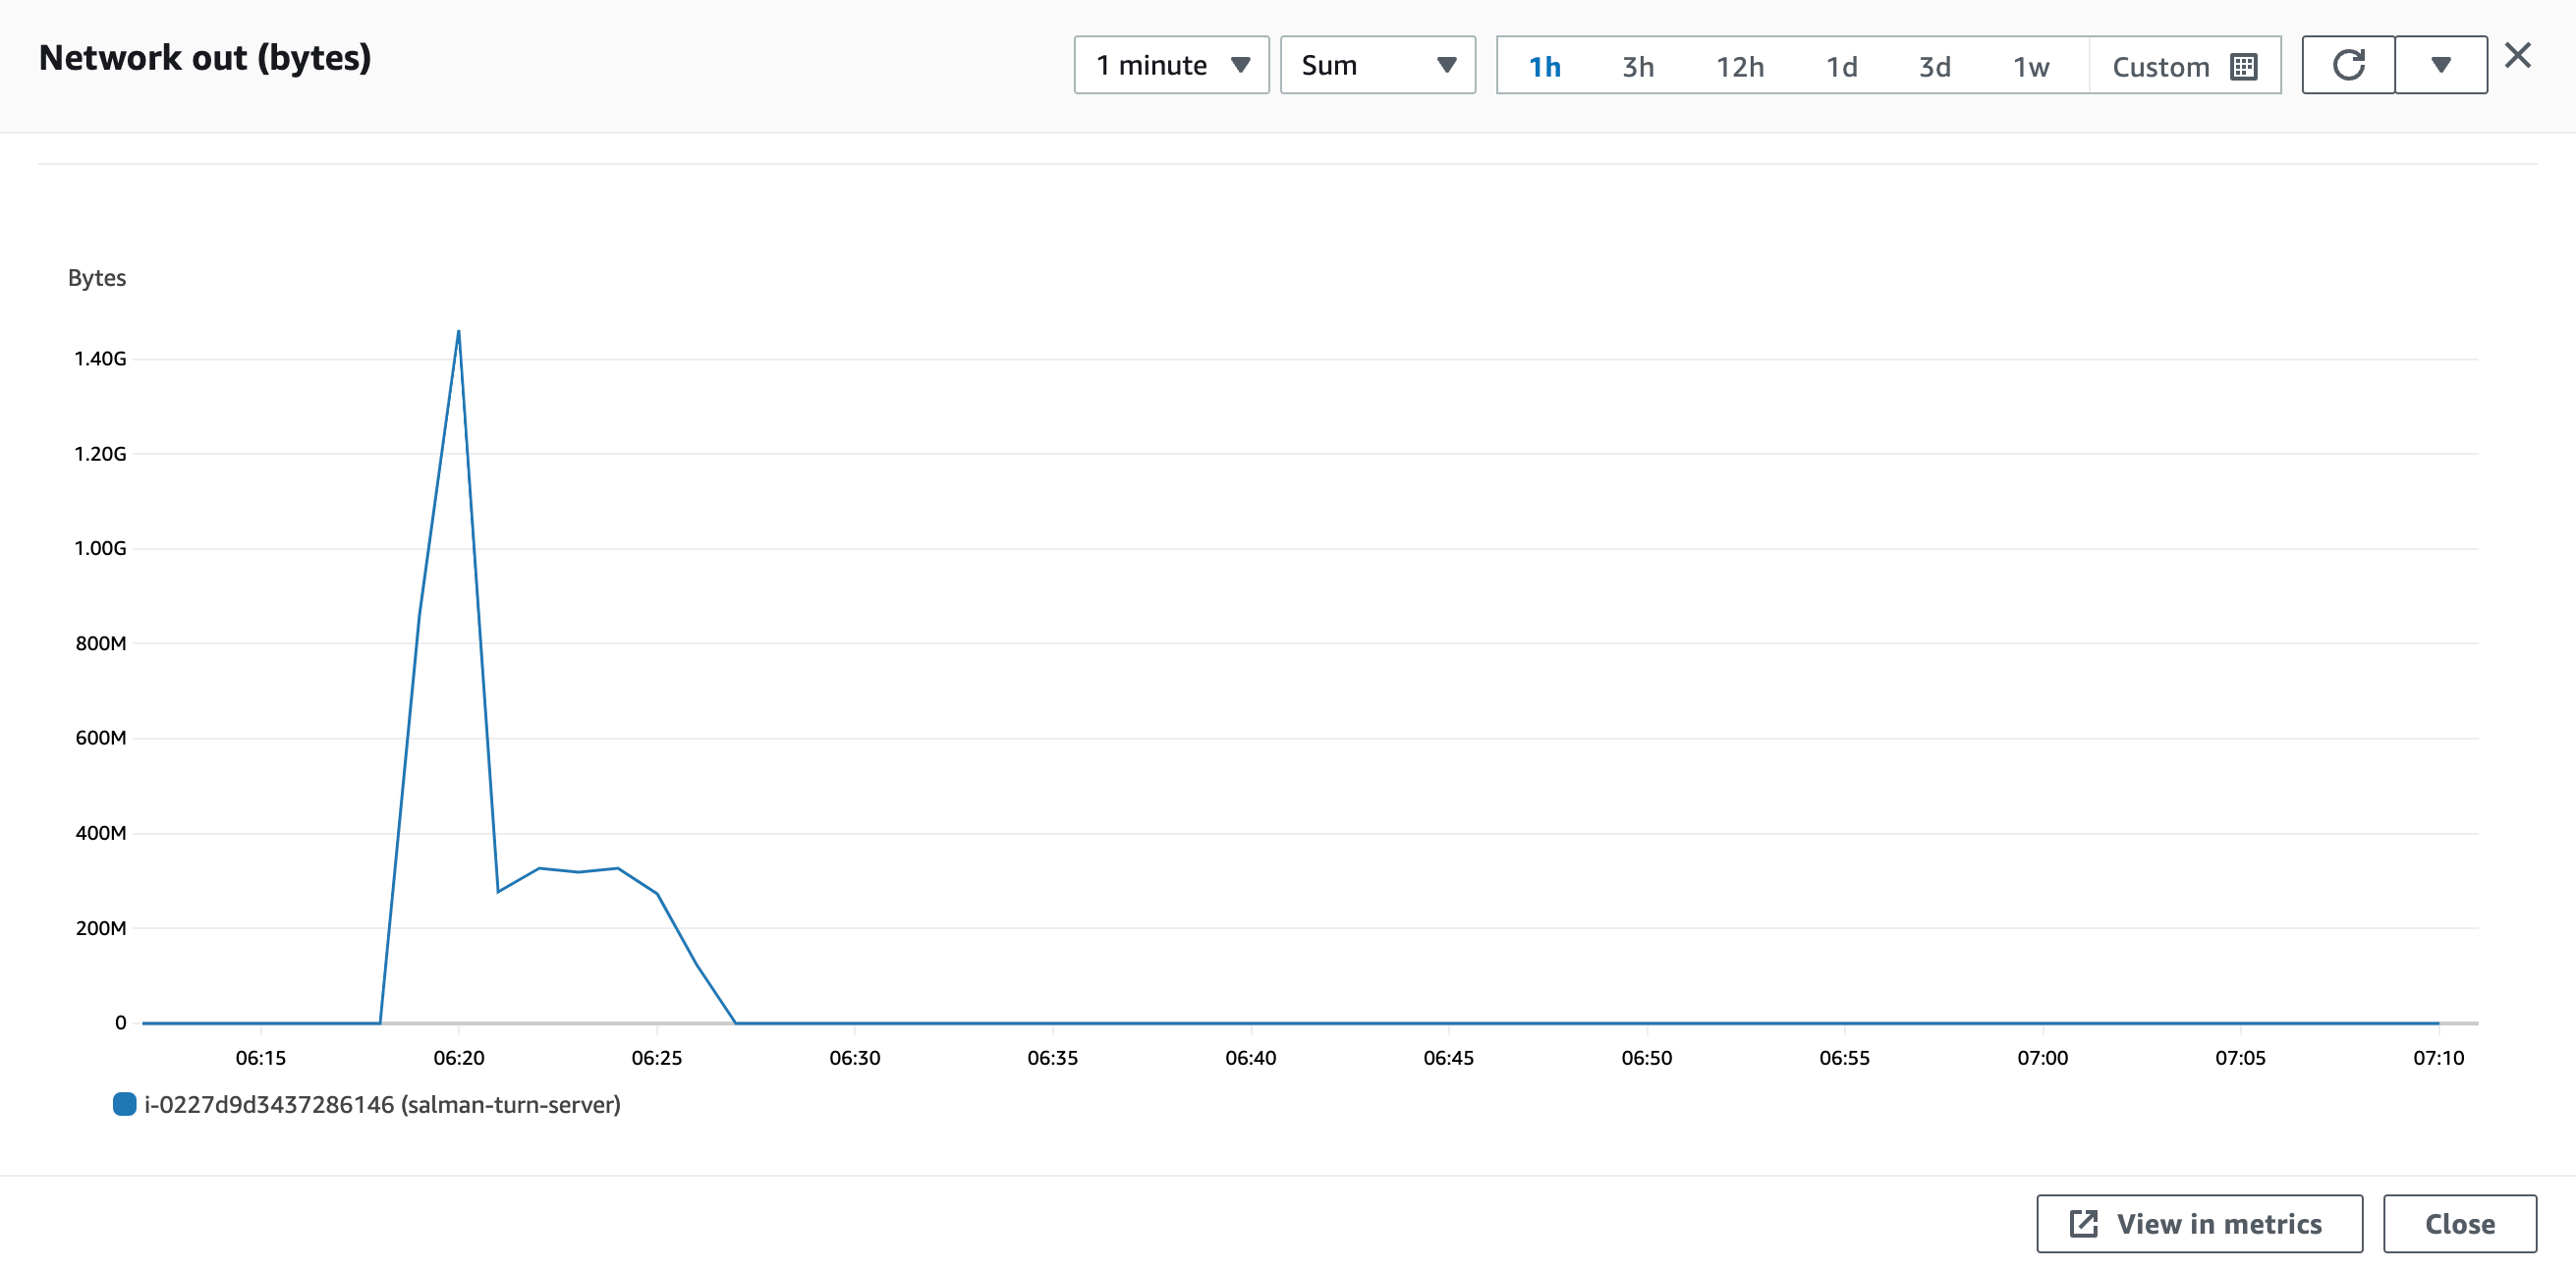 Network out (bytes)
1 minute
Sum
1h 3h 12h 1d 3d 1w Custom
Bytes
1.40G
1.20G
1.00G
800M
600M
400M
200M
0
06:15 06:20 06:25 06:30 06:35 06:40 06:45 06:50 06:55 07:00 07:05 07:10
i-0227d9d3437286146 (salman-turn-server)
View in metrics
Close